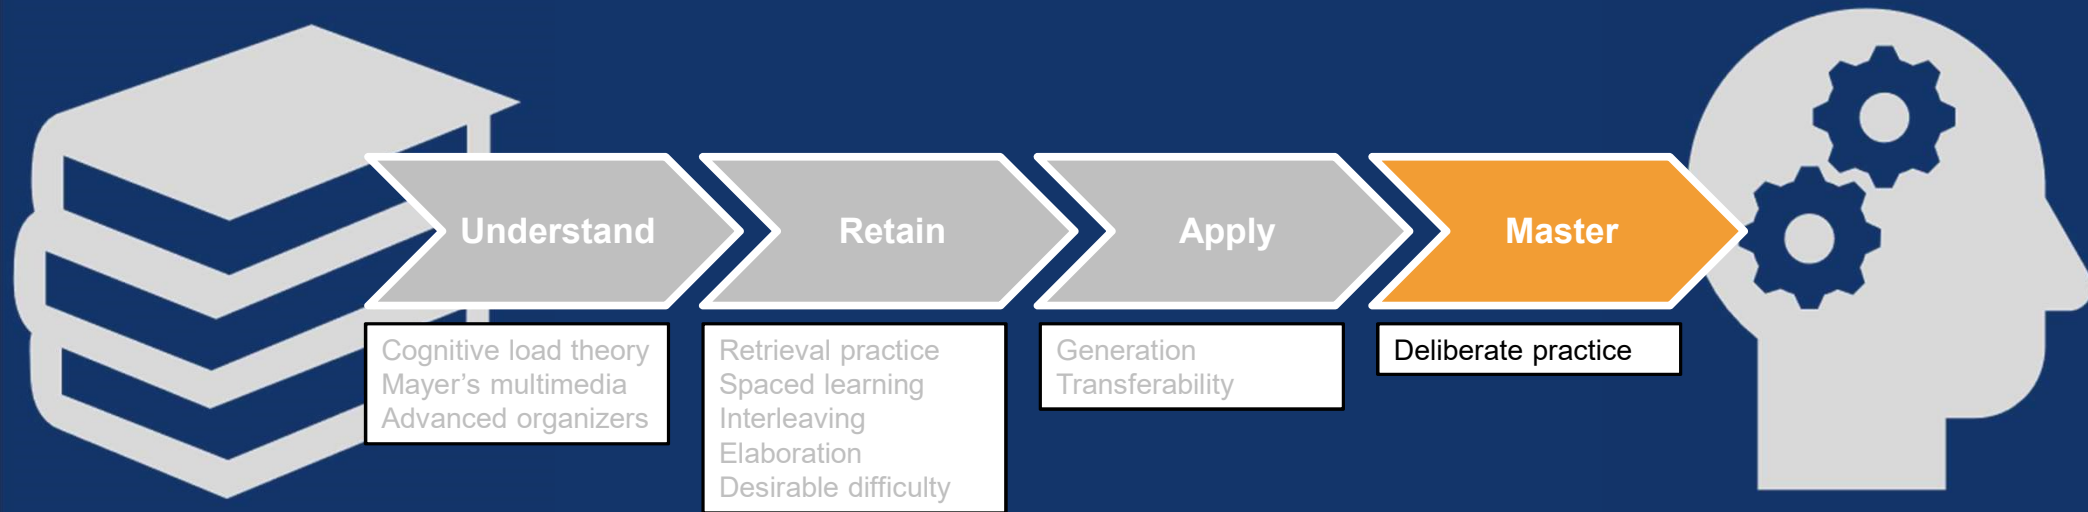 Understand
Retain
Apply
Master
Cognitive load theory
Mayer’s multimedia
Advanced organizers
Retrieval practice
Spaced learning
Interleaving
Elaboration
Desirable difficulty
Generation
Transferability
Deliberate practice